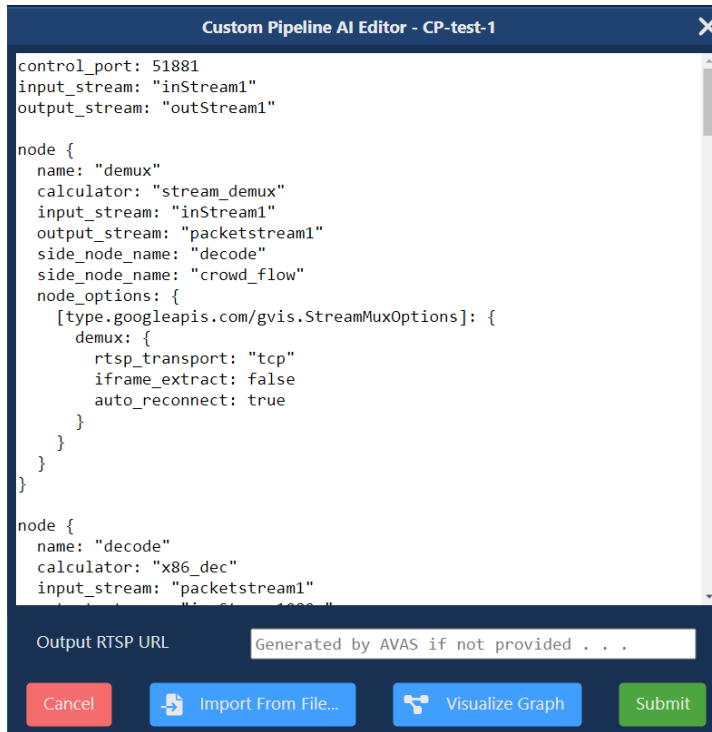 Custom Pipeline AI Editor - CP-test-1
control_port: 51881
input_stream: "inStream1"
output_stream: "outStream1"
node {
name: "demux"
calculator: "stream_demux"
input_stream: "inStream1"
output_stream: "packetstream1"
side_node_name: "decode"
side_node_name: "crowd_flow"
node_options: {
[type.googleapis.com/gvis.StreamMuxOptions]: {
demux: {
rtsp_transport: "tcp"
iframe_extract: false
auto_reconnect: true
}
}
}
}
node {
name: "decode"
calculator: "x86_dec"
input_stream: "packetstream1"
Output RTSP URL
Generated by AVAS if not provided . . .
Cancel
Import From File...
Visualize Graph
Submit